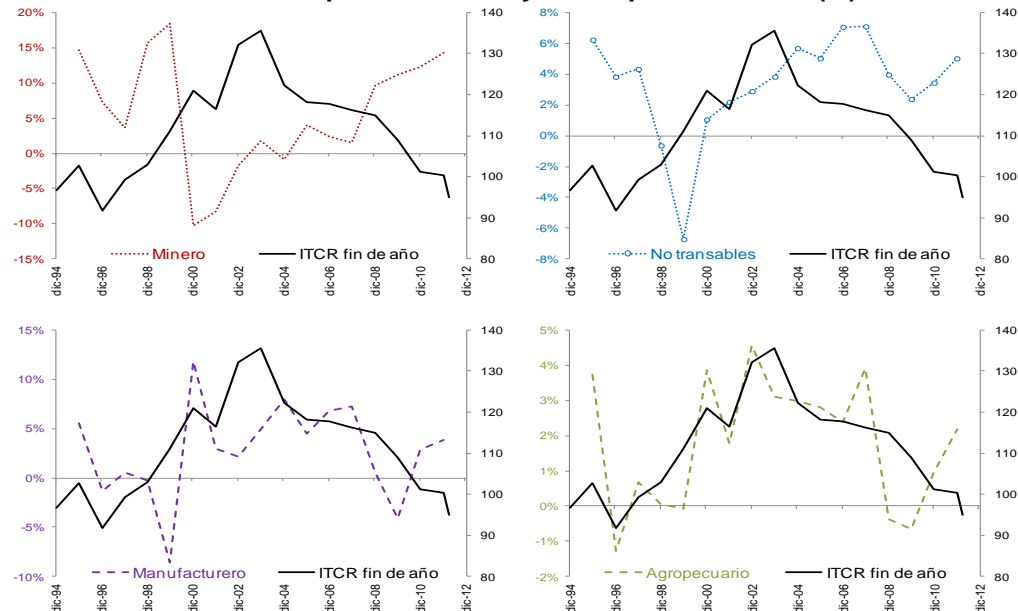 20%
15%
10%
5%
0%
-5%
-10%
-15%
140
130
120
110
100
90
80
Minero
ITCR fin de año
dic-94
dic-96
dic-98
dic-00
dic-02
dic-04
dic-06
dic-08
dic-10
dic-12
8%
6%
4%
2%
0%
-2%
-4%
-6%
-8%
140
130
120
110
100
90
80
No transables
ITCR fin de año
dic-94
dic-96
dic-98
dic-00
dic-02
dic-04
dic-06
dic-08
dic-10
dic-12
15%
10%
5%
0%
-5%
-10%
140
130
120
110
100
90
80
Manufacturero
ITCR fin de año
dic-94
dic-96
dic-98
dic-00
dic-02
dic-04
dic-06
dic-08
dic-10
dic-12
5%
4%
3%
2%
1%
0%
-1%
-2%
140
130
120
110
100
90
80
Agropecuario
ITCR fin de año
dic-94
dic-96
dic-98
dic-00
dic-02
dic-04
dic-06
dic-08
dic-10
dic-12